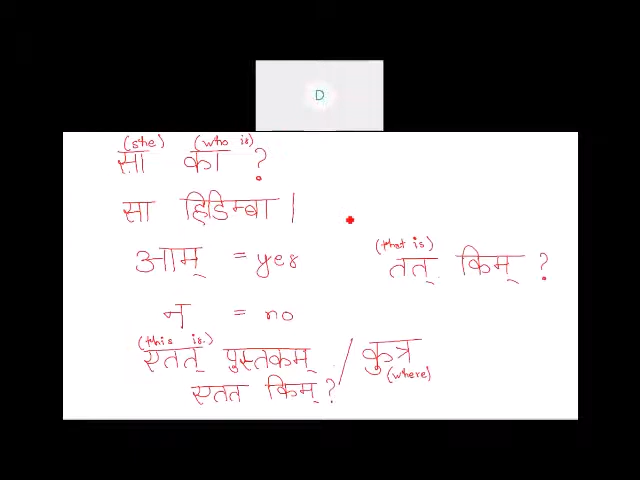 D
(she) (who is)
सा का ?
सा हिडिम्बा |
आम् = yes
(that is)
तत् किम् ?
न = no
(this is.)
एतत् पुस्तकम् / कुत्र
(where)
एतत किम् ?